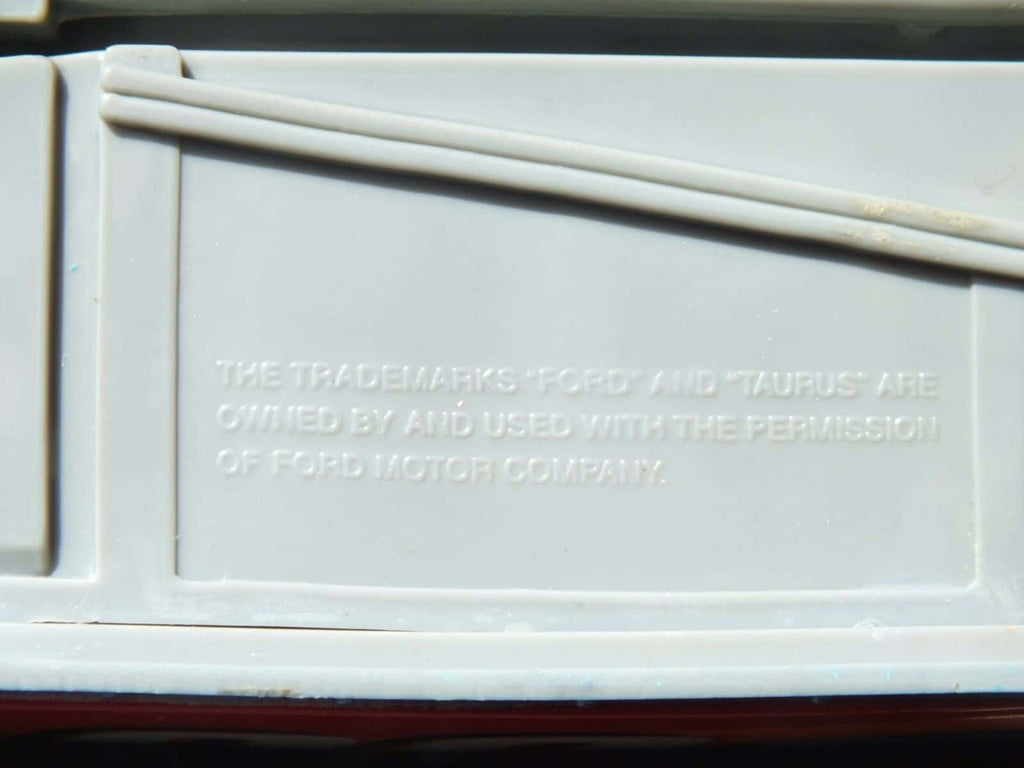 THE TRADEMARKS "FORD" AND "TAURUS" ARE
OWNED BY AND USED WITH THE PERMISSION
OF FORD MOTOR COMPANY.